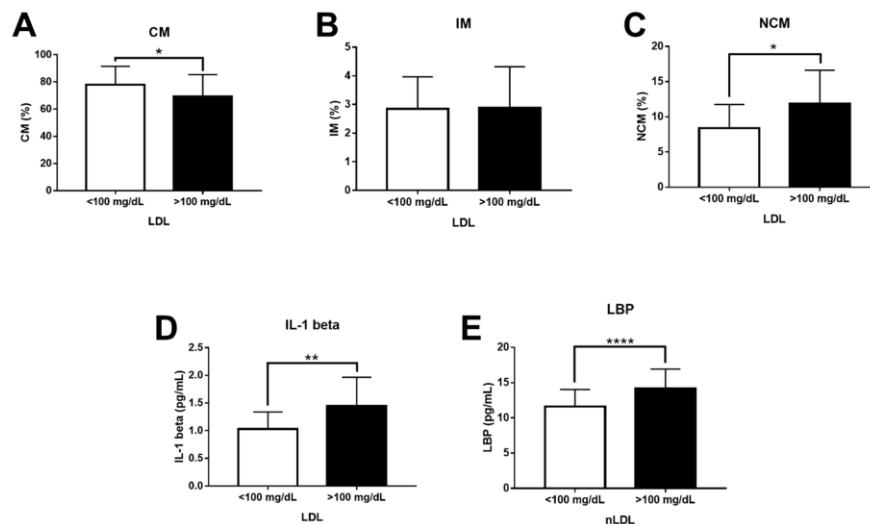 A
CM
*
CM (%)
100
80
60
40
20
0
<100 mg/dL >100 mg/dL
LDL
B
IM
IM (%)
5
4
3
2
1
0
<100 mg/dL >100 mg/dL
LDL
C
NCM
*
NCM (%)
20
15
10
5
0
<100 mg/dL >100 mg/dL
LDL
D
IL-1 beta
**
IL-1 beta (pg/mL)
2.5
2.0
1.5
1.0
0.5
0.0
<100 mg/dL >100 mg/dL
LDL
E
LBP
****
LBP (pg/mL)
20
15
10
5
0
<100 mg/dL >100 mg/dL
nLDL